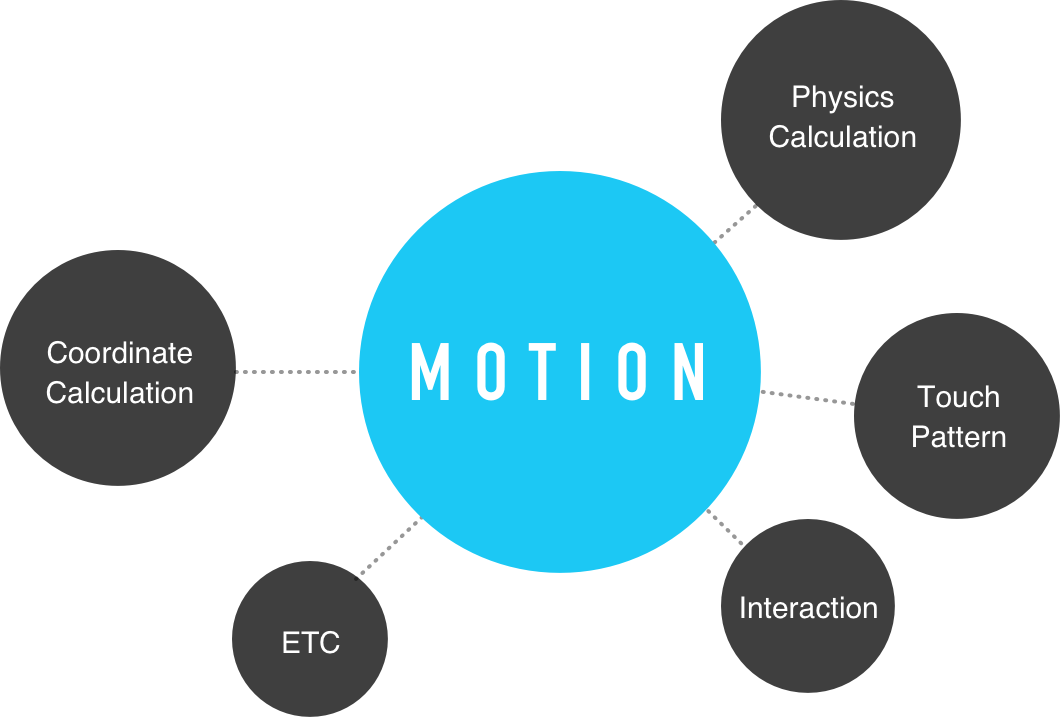 Physics
Calculation
MOTION
Coordinate
Calculation
Touch
Pattern
Interaction
ETC